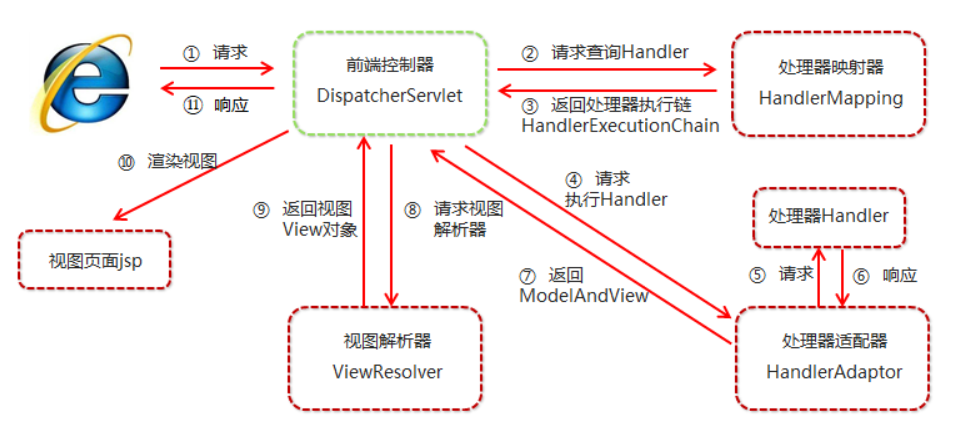 ① 请求
⑪ 响应
前端控制器
DispatcherServlet
② 请求查询Handler
③ 返回处理器执行链
HandlerExecutionChain
处理器映射器
HandlerMapping
⑩ 渲染视图
视图页面jsp
⑨ 返回视图
View对象
⑧ 请求视图
解析器
④ 请求
执行Handler
⑦ 返回
ModelAndView
处理器Handler
⑤ 请求
⑥ 响应
视图解析器
ViewResolver
处理器适配器
HandlerAdaptor